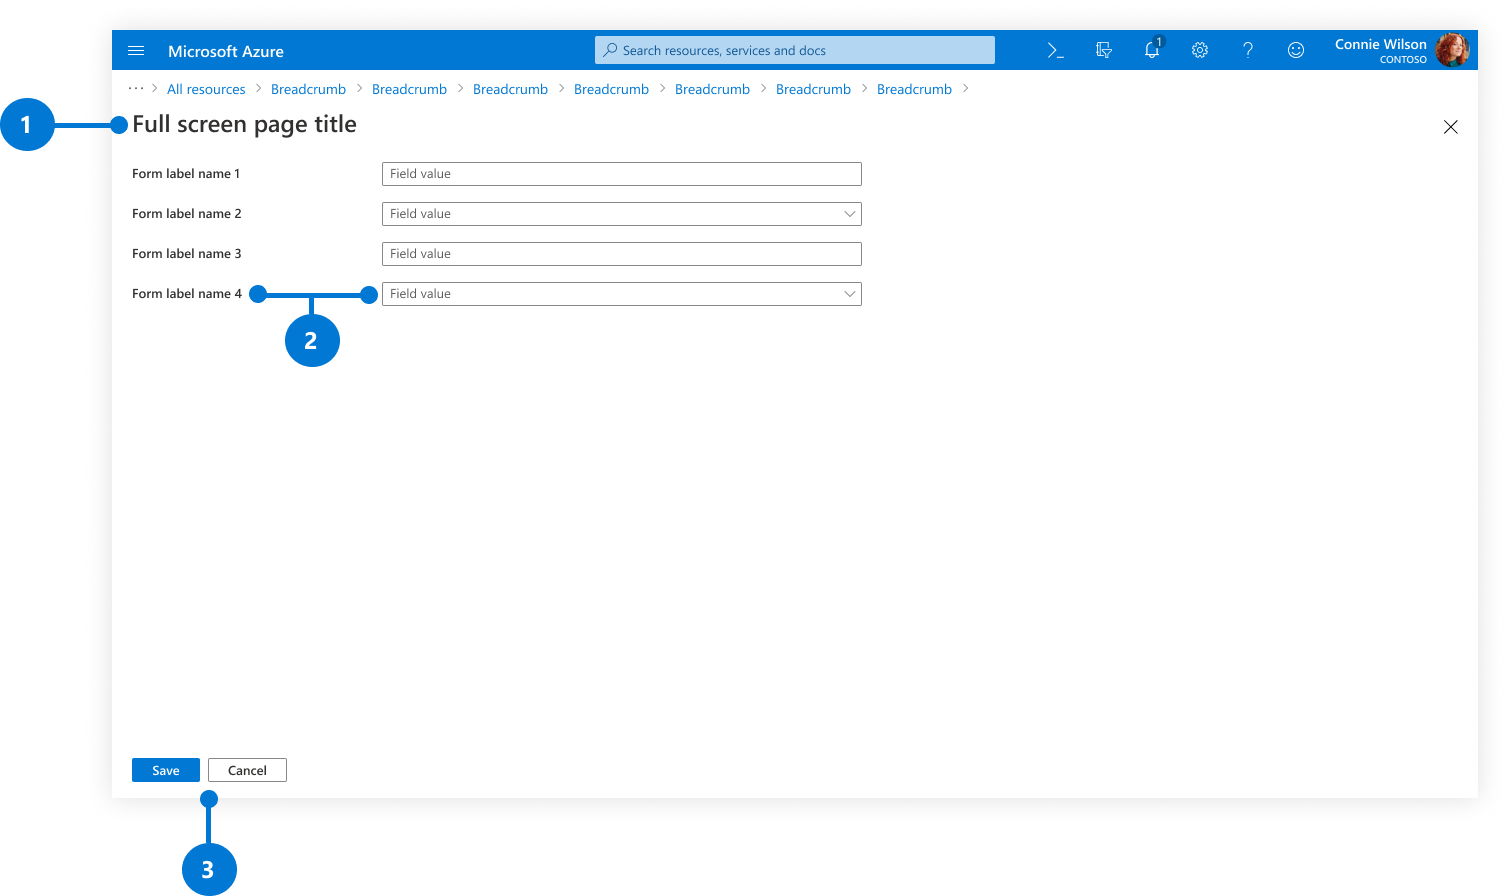 Microsoft Azure
Search resources, services and docs
1
Connie Wilson
CONTOSO
··· > All resources > Breadcrumb > Breadcrumb > Breadcrumb > Breadcrumb > Breadcrumb > Breadcrumb > Breadcrumb >
1
Full screen page title
Form label name 1
Field value
Form label name 2
Field value
Form label name 3
Field value
Form label name 4
Field value
2
Save
Cancel
3